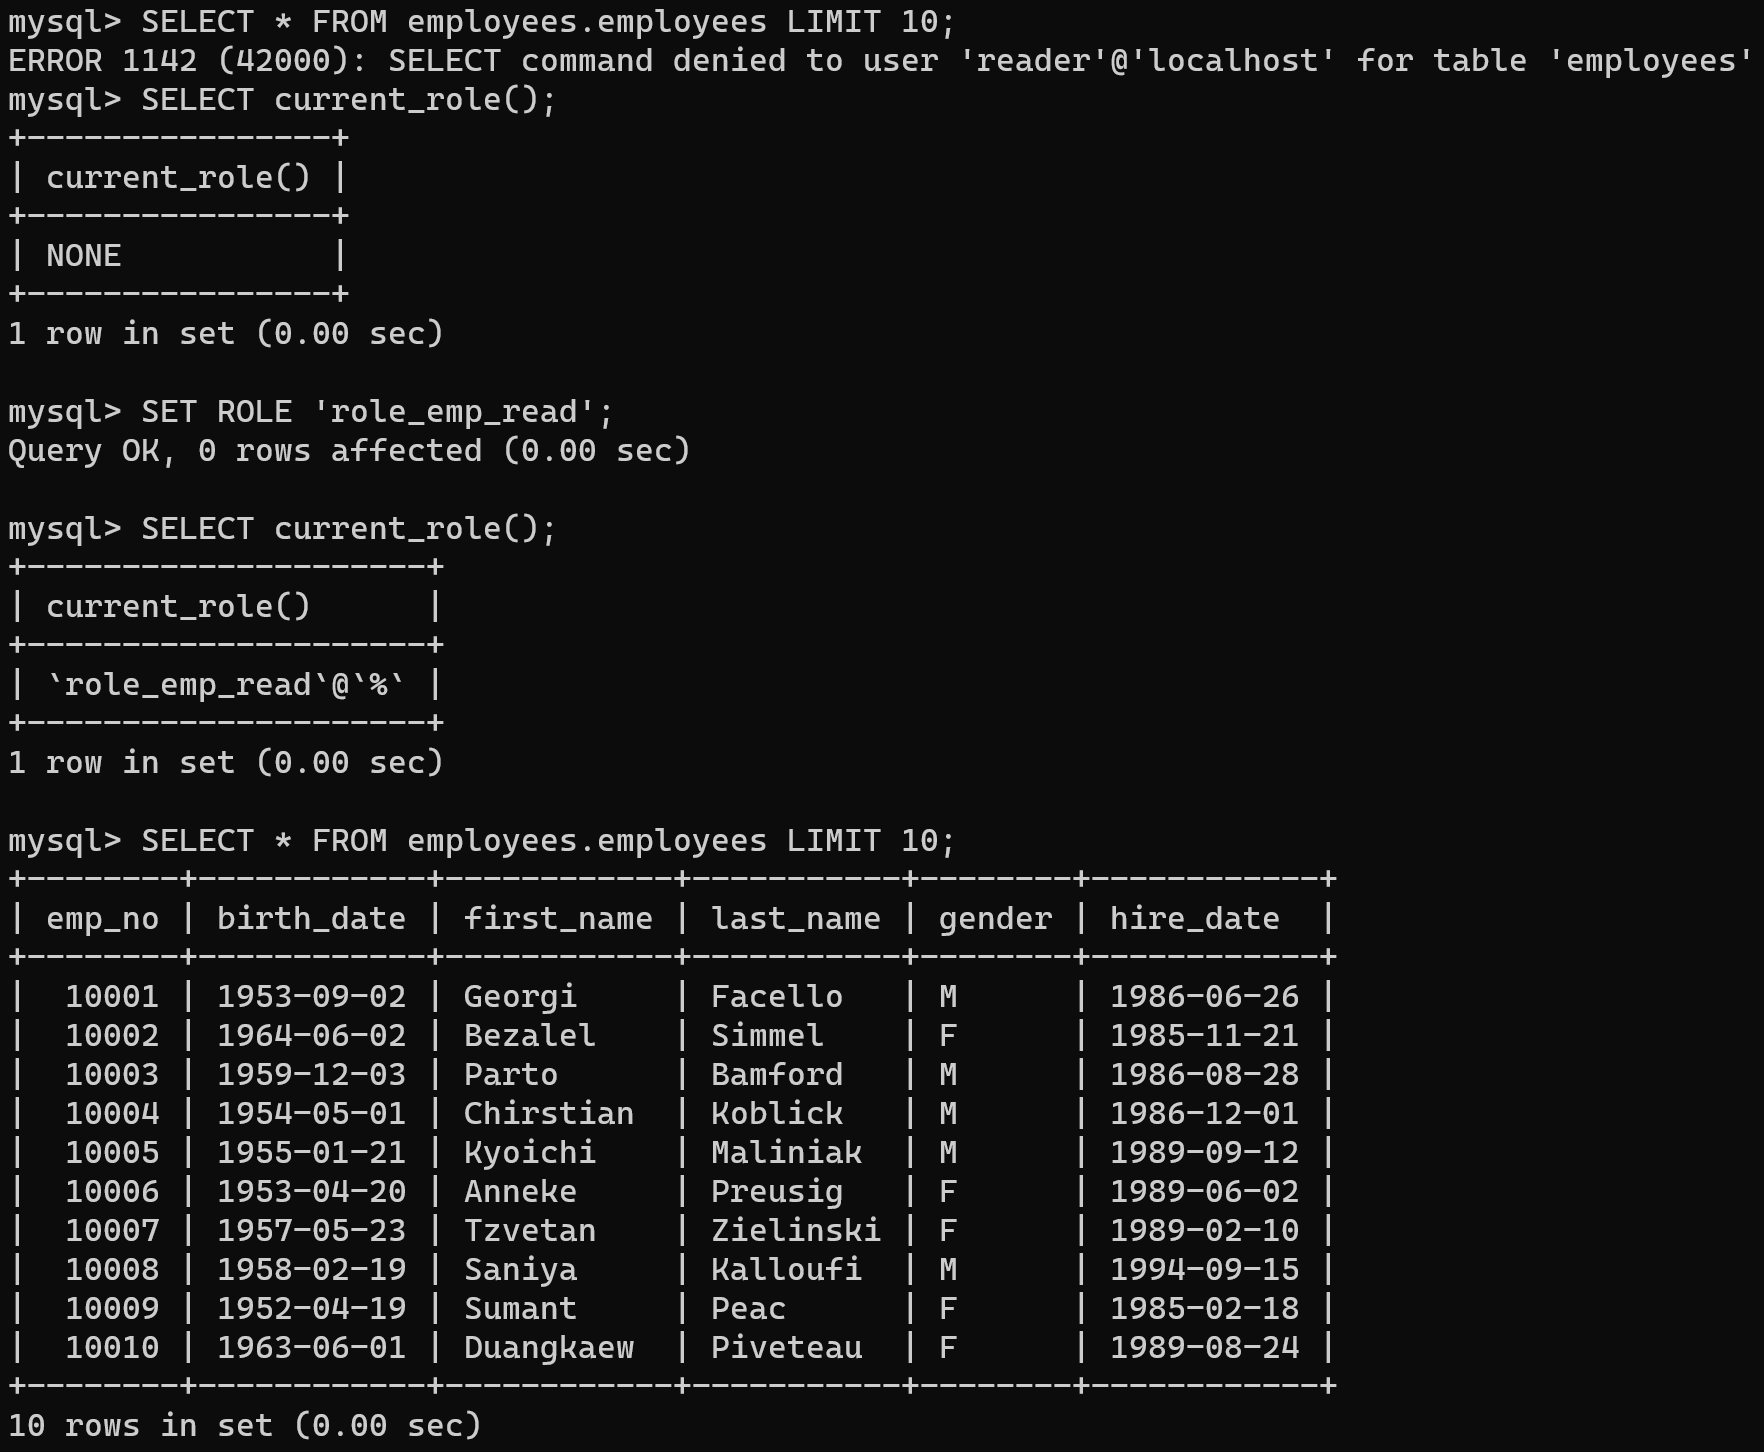 mysql> SELECT * FROM employees.employees LIMIT 10;
ERROR 1142 (42000): SELECT command denied to user 'reader'@'localhost' for table 'employees'
mysql> SELECT current_role();
+----------------+
| current_role() |
+----------------+
| NONE           |
+----------------+
1 row in set (0.00 sec)

mysql> SET ROLE 'role_emp_read';
Query OK, 0 rows affected (0.00 sec)

mysql> SELECT current_role();
+---------------------+
| current_role()      |
+---------------------+
| `role_emp_read`@`%` |
+---------------------+
1 row in set (0.00 sec)

mysql> SELECT * FROM employees.employees LIMIT 10;
+--------+------------+------------+-----------+--------+------------+
| emp_no | birth_date | first_name | last_name | gender | hire_date  |
+--------+------------+------------+-----------+--------+------------+
|  10001 | 1953-09-02 | Georgi     | Facello   | M      | 1986-06-26 |
|  10002 | 1964-06-02 | Bezalel    | Simmel    | F      | 1985-11-21 |
|  10003 | 1959-12-03 | Parto      | Bamford   | M      | 1986-08-28 |
|  10004 | 1954-05-01 | Chirstian  | Koblick   | M      | 1986-12-01 |
|  10005 | 1955-01-21 | Kyoichi    | Maliniak  | M      | 1989-09-12 |
|  10006 | 1953-04-20 | Anneke     | Preusig   | F      | 1989-06-02 |
|  10007 | 1957-05-23 | Tzvetan    | Zielinski | F      | 1989-02-10 |
|  10008 | 1958-02-19 | Saniya     | Kalloufi  | M      | 1994-09-15 |
|  10009 | 1952-04-19 | Sumant     | Peac      | F      | 1985-02-18 |
|  10010 | 1963-06-01 | Duangkaew  | Piveteau  | F      | 1989-08-24 |
+--------+------------+------------+-----------+--------+------------+
10 rows in set (0.00 sec)